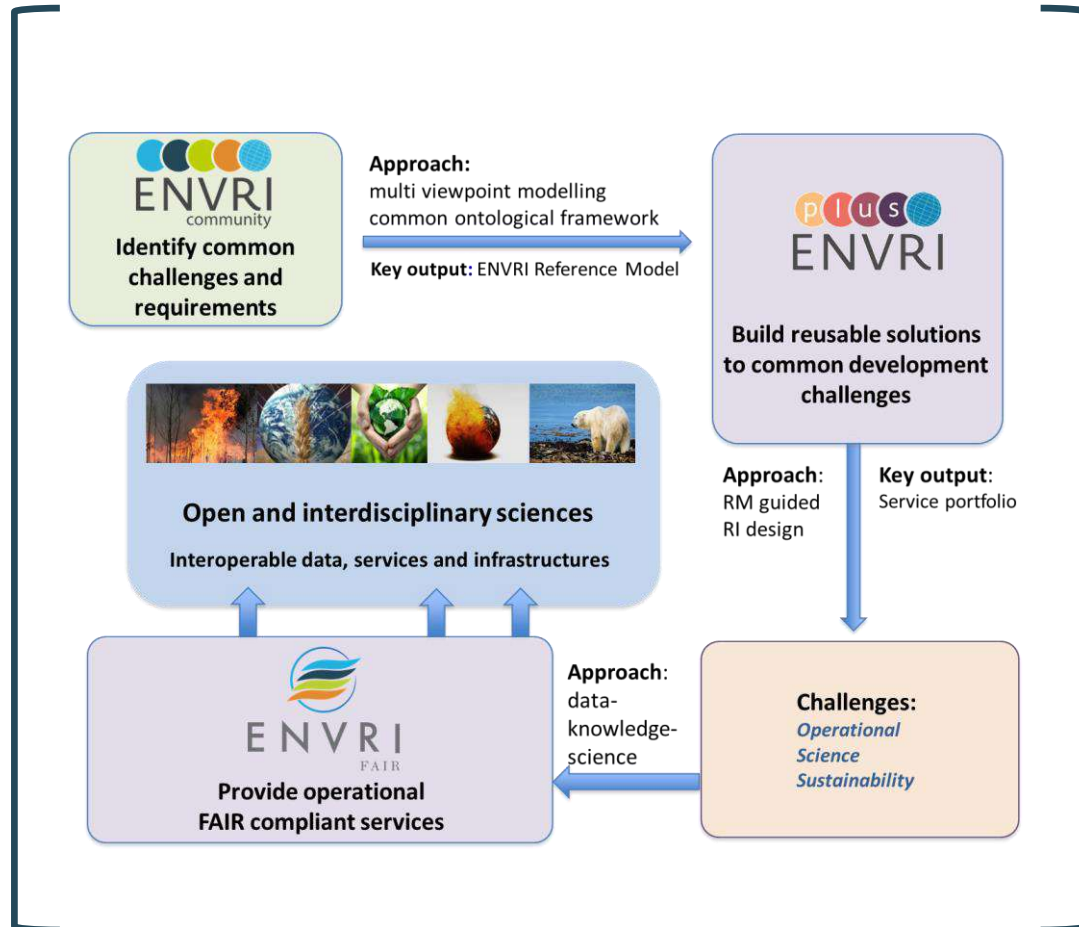 ENVRI
community
Identify common
challenges and
requirements
Approach:
multi viewpoint modelling
common ontological framework
Key output: ENVRI Reference Model
plus
ENVRI
Build reusable solutions
to common development
challenges
Approach:
RM guided
RI design
Key output:
Service portfolio
Open and interdisciplinary sciences
Interoperable data, services and infrastructures
Challenges:
Operational
Science
Sustainability
Approach:
data-
knowledge-
science
ENVRI
FAIR
Provide operational
FAIR compliant services